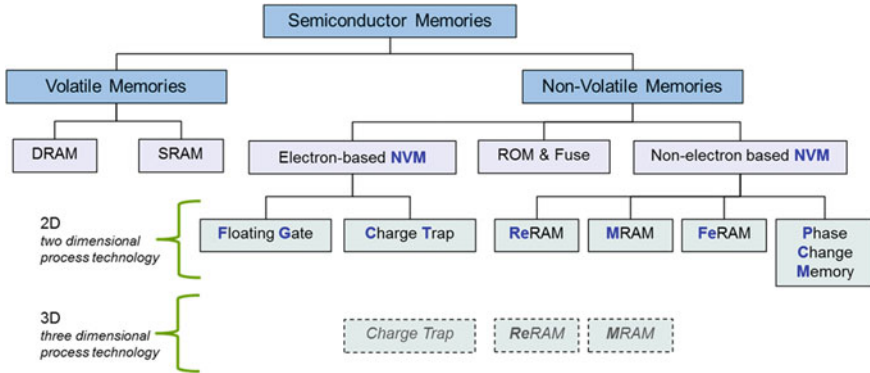 Semiconductor Memories
Volatile Memories
Non-Volatile Memories
DRAM
SRAM
Electron-based NVM
ROM & Fuse
Non-electron based NVM
2D
two dimensional
process technology
Floating Gate
Charge Trap
ReRAM
MRAM
FeRAM
Phase
Change
Memory
3D
three dimensional
process technology
Charge Trap
ReRAM
MRAM